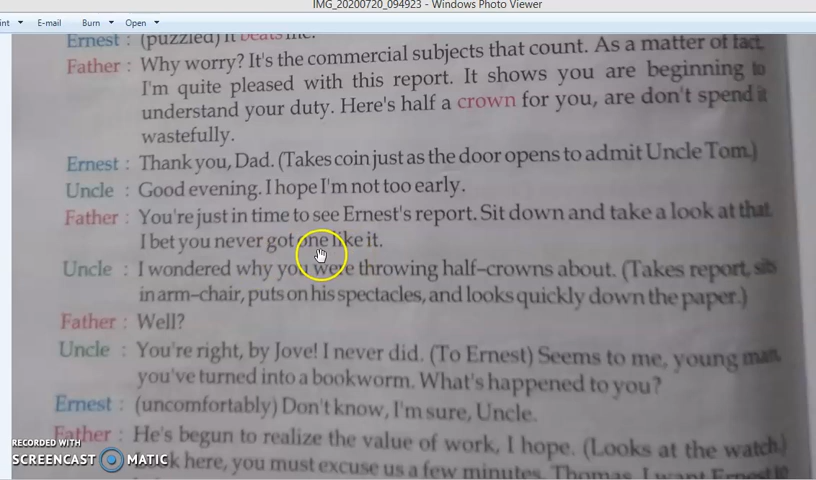 IMG_20200720_094923 - Windows Photo Viewer
nt E-mail Burn Open
Ernest : (puzzled) It beats me.
Father : Why worry? It's the commercial subjects that count. As a matter of fact,
I'm quite pleased with this report. It shows you are beginning to
understand your duty. Here's half a crown for you, are don't spend it
wastefully.
Ernest : Thank you, Dad. (Takes coin just as the door opens to admit Uncle Tom.)
Uncle : Good evening. I hope I'm not too early.
Father : You're just in time to see Ernest's report. Sit down and take a look at that.
I bet you never got one like it.
Uncle : I wondered why you were throwing half-crowns about. (Takes report, sits
in arm-chair, puts on his spectacles, and looks quickly down the paper.)
Father : Well?
Uncle : You're right, by Jove! I never did. (To Ernest) Seems to me, young man,
you've turned into a bookworm. What's happened to you?
Ernest : (uncomfortably) Don't know, I'm sure, Uncle.
Father : He's begun to realize the value of work, I hope. (Looks at the watch.)
here, you must excuse us a few minutes, Thomas. I want Ernest to
RECORDED WITH
SCREENCAST MATIC